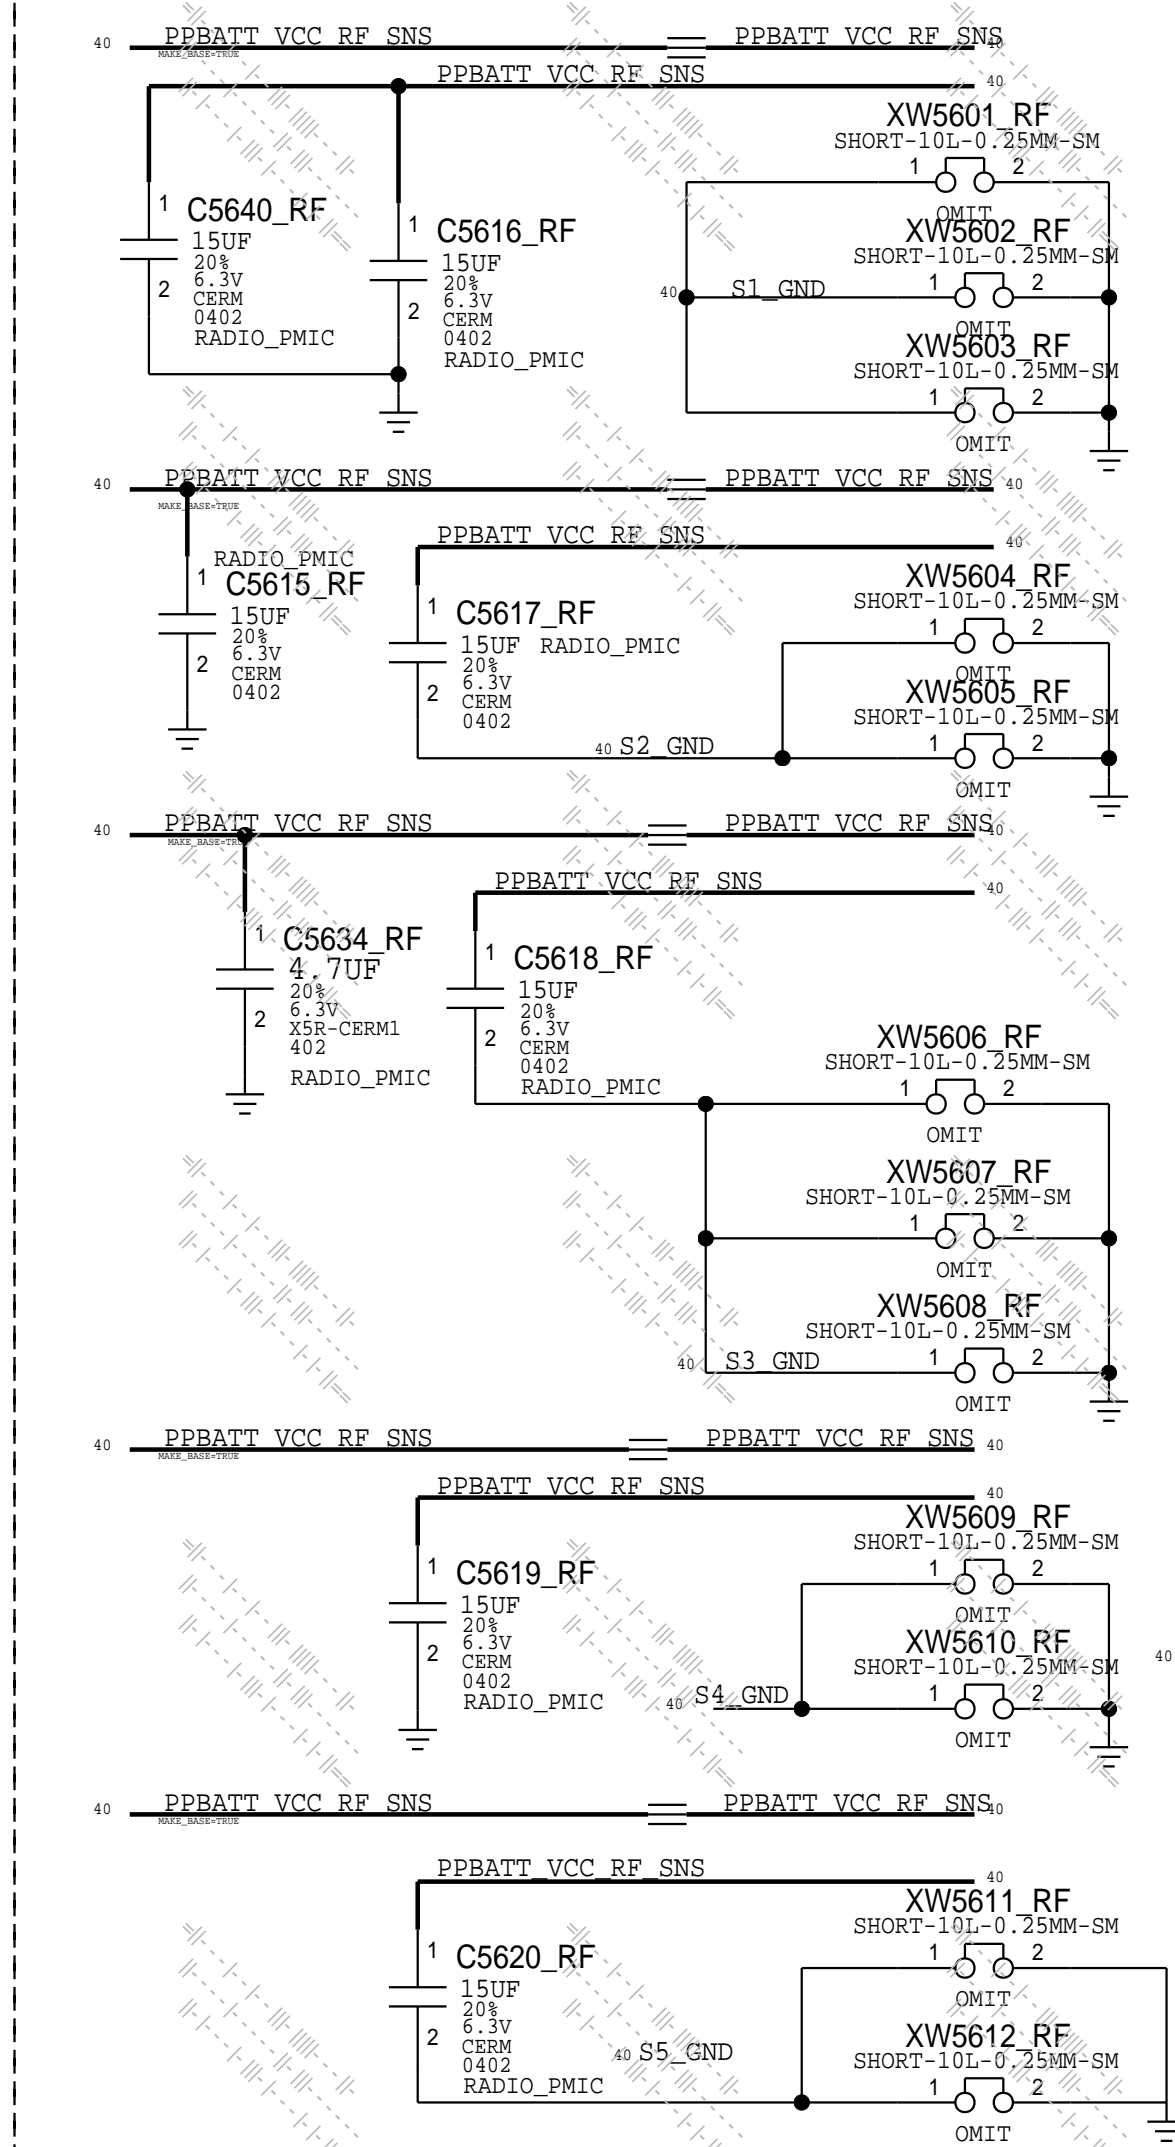 40 PPBATT_VCC_RF_SNS PPBATT_VCC_RF_SNS 40
MAKE_BASE=TRUE
PPBATT_VCC_RF_SNS 40
XW5601_RF
SHORT-10L-0.25MM-SM
1 2
OMIT
1 C5640_RF
15UF
20%
6.3V
2 CERM
0402
RADIO_PMIC
1 C5616_RF
15UF
20%
6.3V
2 CERM
0402
RADIO_PMIC
XW5602_RF
SHORT-10L-0.25MM-SM
40 S1_GND 1 2
OMIT
XW5603_RF
SHORT-10L-0.25MM-SM
1 2
OMIT
40 PPBATT_VCC_RF_SNS PPBATT_VCC_RF_SNS 40
MAKE_BASE=TRUE
PPBATT_VCC_RF_SNS 40
RADIO_PMIC
1 C5615_RF
15UF
20%
6.3V
2 CERM
0402
1 C5617_RF
15UF RADIO_PMIC
20%
6.3V
2 CERM
0402
XW5604_RF
SHORT-10L-0.25MM-SM
1 2
OMIT
XW5605_RF
SHORT-10L-0.25MM-SM
40 S2_GND 1 2
OMIT
40 PPBATT_VCC_RF_SNS PPBATT_VCC_RF_SNS 40
MAKE_BASE=TRUE
PPBATT_VCC_RF_SNS 40
1 C5634_RF
4.7UF
20%
6.3V
2 X5R-CERM1
402
RADIO_PMIC
1 C5618_RF
15UF
20%
6.3V
2 CERM
0402
RADIO_PMIC
XW5606_RF
SHORT-10L-0.25MM-SM
1 2
OMIT
XW5607_RF
SHORT-10L-0.25MM-SM
1 2
OMIT
XW5608_RF
SHORT-10L-0.25MM-SM
40 S3_GND 1 2
OMIT
40 PPBATT_VCC_RF_SNS PPBATT_VCC_RF_SNS 40
MAKE_BASE=TRUE
PPBATT_VCC_RF_SNS 40
XW5609_RF
SHORT-10L-0.25MM-SM
1 2
OMIT
1 C5619_RF
15UF
20%
6.3V
2 CERM
0402
RADIO_PMIC
XW5610_RF
SHORT-10L-0.25MM-SM
40
40 S4_GND 1 2
OMIT
40 PPBATT_VCC_RF_SNS PPBATT_VCC_RF_SNS 40
MAKE_BASE=TRUE
PPBATT_VCC_RF_SNS 40
XW5611_RF
SHORT-10L-0.25MM-SM
1 2
OMIT
1 C5620_RF
15UF
20%
6.3V
2 CERM
0402
RADIO_PMIC
XW5612_RF
SHORT-10L-0.25MM-SM
40 S5_GND 1 2
OMIT